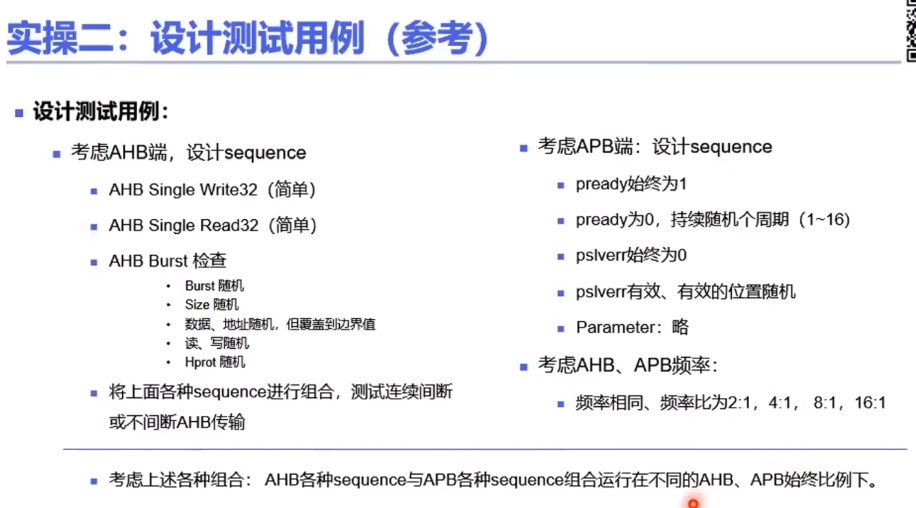 实操二：设计测试用例（参考）
设计测试用例：
考虑AHB端，设计sequence
AHB Single Write32（简单）
AHB Single Read32（简单）
AHB Burst 检查
Burst 随机
Size 随机
数据、地址随机，但覆盖到边界值
读、写随机
Hprot 随机
将上面各种sequence进行组合，测试连续间断
或不间断AHB传输
考虑APB端：设计sequence
pready始终为1
pready为0，持续随机个周期（1~16)
pslverr始终为0
pslverr有效、有效的位置随机
Parameter：略
考虑AHB、APB频率：
频率相同、频率比为2:1，4:1， 8:1，16:1
考虑上述各种组合： AHB各种sequence与APB各种sequence组合运行在不同的AHB、APB始终比例下。